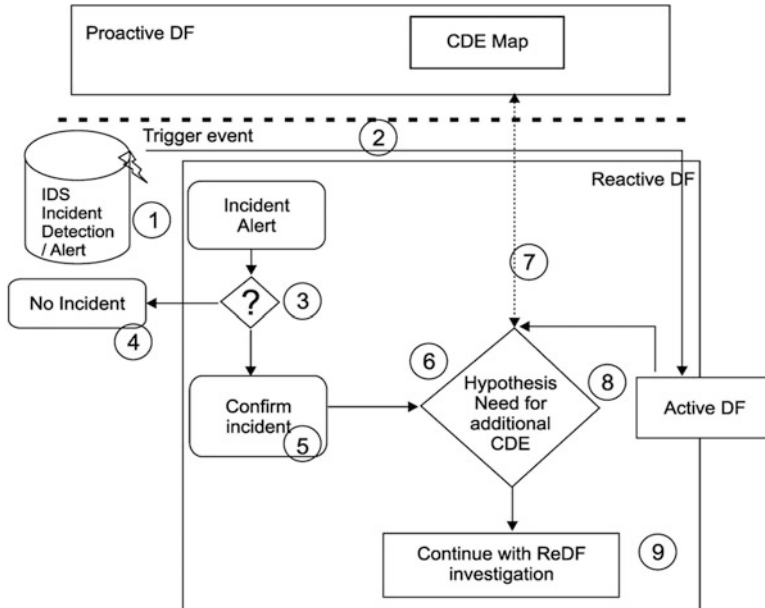 Proactive DF
CDE Map
Trigger event
2
Reactive DF
IDS
Incident
Detection
/ Alert
1
Incident
Alert
7
?
3
No Incident
4
6
Hypothesis
Need for
additional
CDE
8
Active DF
Confirm
incident
5
Continue with ReDF
investigation
9